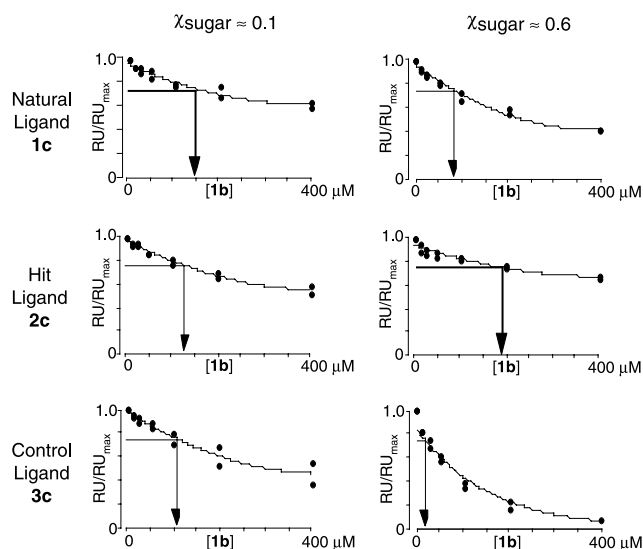 χsugar ≈ 0.1
χsugar ≈ 0.6
Natural
Ligand
1c
RU/RUmax
1.0
0
0
[1b]
400 μM
RU/RUmax
1.0
0
0
[1b]
400 μM
Hit
Ligand
2c
RU/RUmax
1.0
0
0
[1b]
400 μM
RU/RUmax
1.0
0
0
[1b]
400 μM
Control
Ligand
3c
RU/RUmax
1.0
0
0
[1b]
400 μM
RU/RUmax
1.0
0
0
[1b]
400 μM